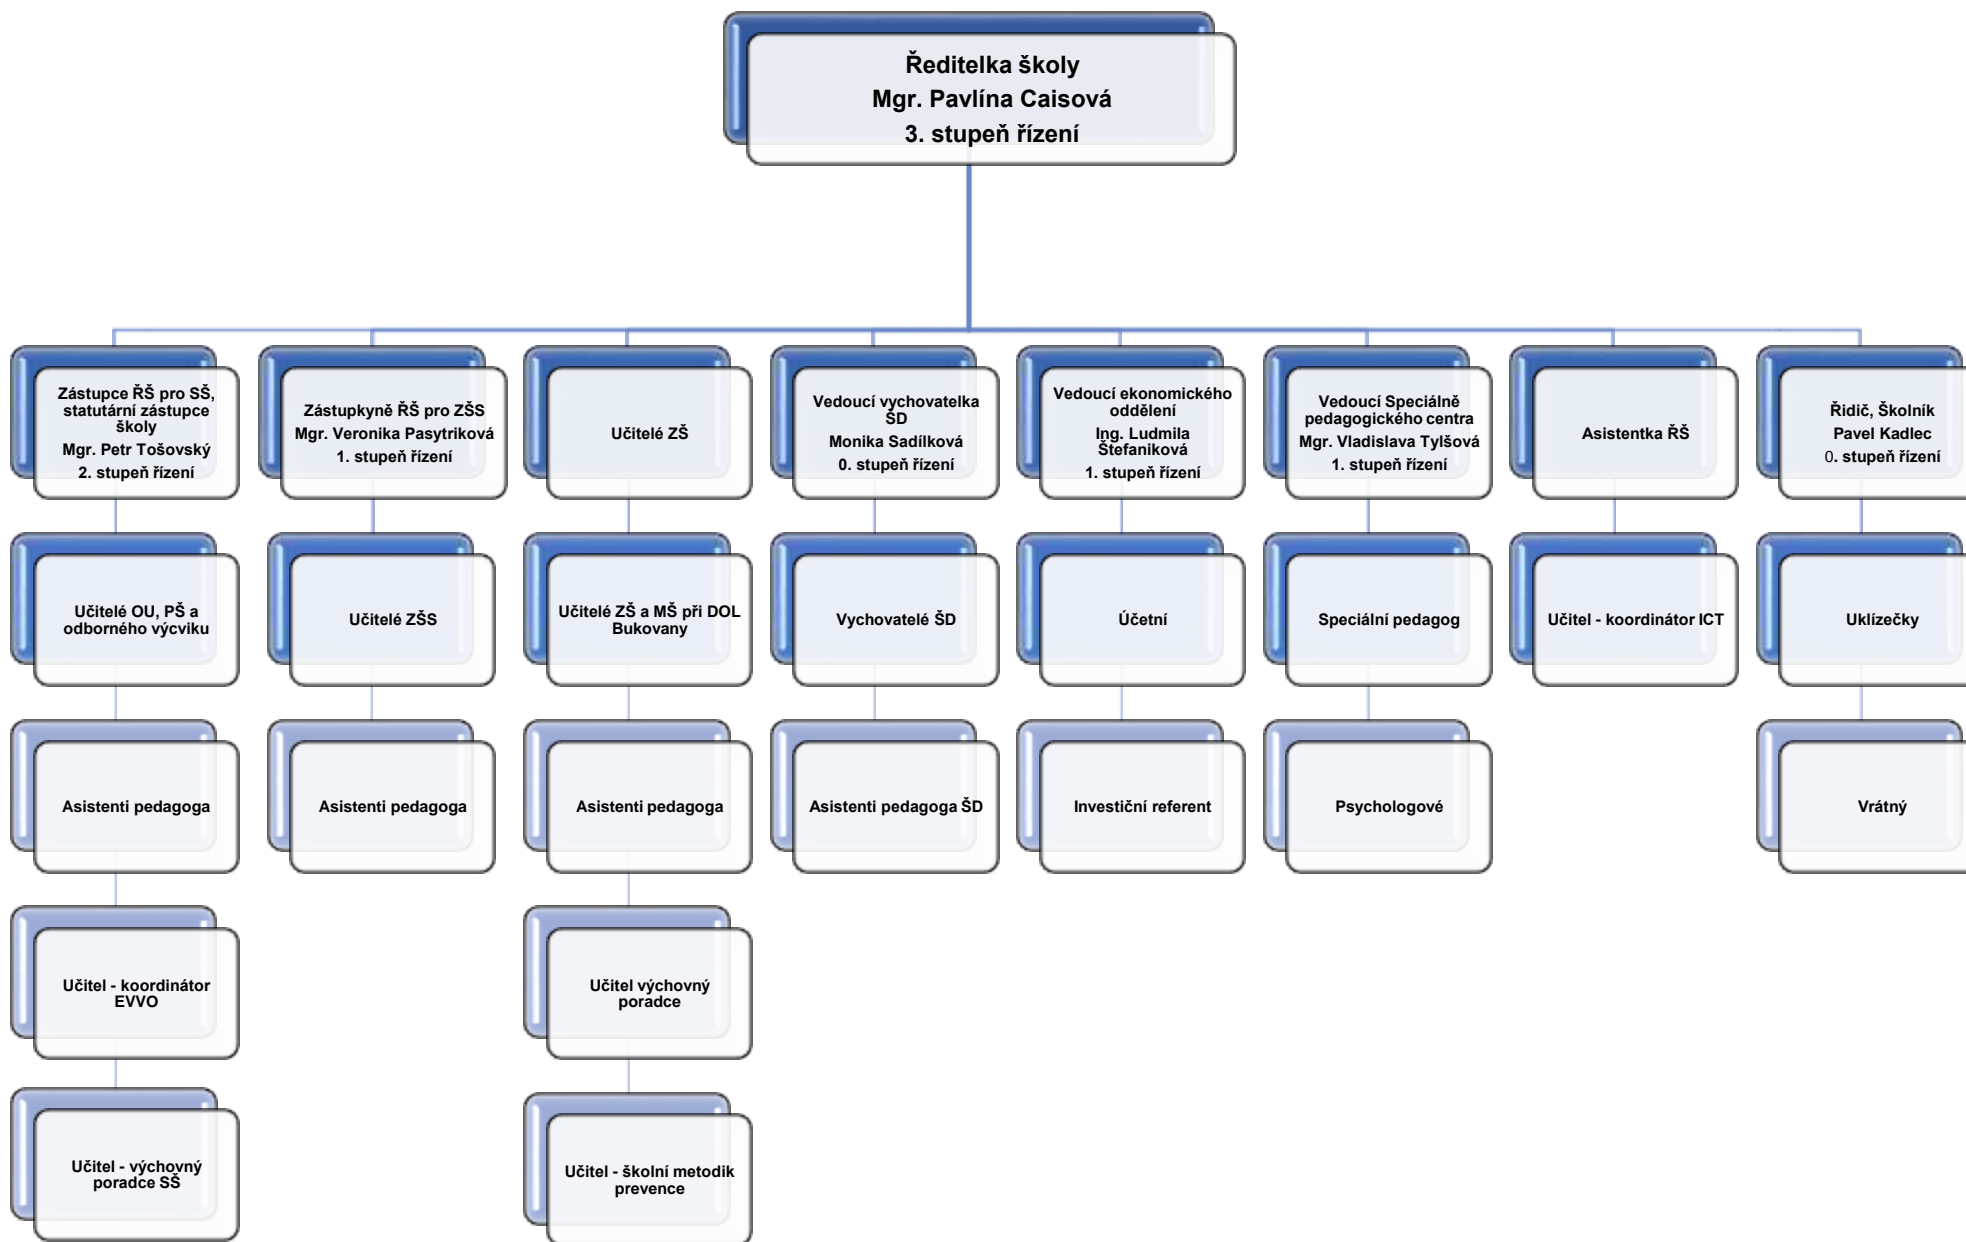 Ředitelka školy
Mgr. Pavlína Caisová
3. stupeň řízení
Zástupce ŘŠ pro SŠ,
statutární zástupce
školy
Mgr. Petr Tošovský
2. stupeň řízení
Zástupkyně ŘŠ pro ZŠS
Mgr. Veronika Pasytriková
1. stupeň řízení
Učitelé ZŠ
Vedoucí vychovatelka
ŠD
Monika Sadílková
0. stupeň řízení
Vedoucí ekonomického
oddělení
Ing. Ludmila
Štefaniková
1. stupeň řízení
Vedoucí Speciálně
pedagogického centra
Mgr. Vladislava Tylšová
1. stupeň řízení
Asistentka ŘŠ
Řidič, Školník
Pavel Kadlec
0. stupeň řízení
Učitelé OU, PŠ a
odborného výcviku
Učitelé ZŠS
Učitelé ZŠ a MŠ při DOL
Bukovany
Vychovatelé ŠD
Účetní
Speciální pedagog
Učitel - koordinátor ICT
Uklízečky
Asistenti pedagoga
Asistenti pedagoga
Asistenti pedagoga
Asistenti pedagoga ŠD
Investiční referent
Psychologové
Vrátný
Učitel - koordinátor
EVVO
Učitel výchovný
poradce
Učitel - výchovný
poradce SŠ
Učitel - školní metodik
prevence